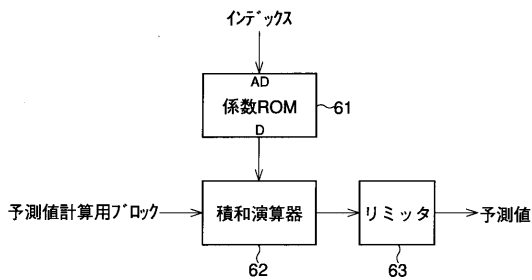 インデックス
AD
係数ROM
D
61
予測値計算用ブロック
積和演算器
リミッタ
予測値
62
63